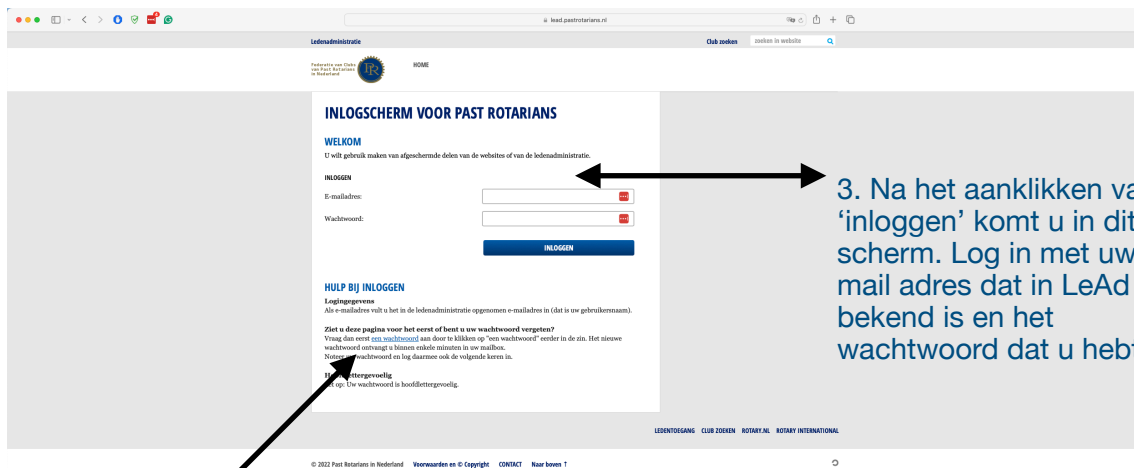 lead.pastrotarians.nl
Ledenadministratie
Club zoeken
zoeken in website
Federatie van Clubs
van Past Rotarians
in Nederland
PR
HOME
INLOGSCHERM VOOR PAST ROTARIANS
WELKOM
U wilt gebruik maken van afgeschermde delen van de websites of van de ledenadministratie.
INLOGGEN
E-mailadres:
Wachtwoord:
INLOGGEN
HULP BIJ INLOGGEN
Logingegevens
Als e-mailadres vult u het in de ledenadministratie opgenomen e-mailadres in (dat is uw gebruikersnaam).
Ziet u deze pagina voor het eerst of bent u uw wachtwoord vergeten?
Vraag dan eerst een wachtwoord aan door te klikken op "een wachtwoord" eerder in de zin. Het nieuwe
wachtwoord ontvangt u binnen enkele minuten in uw mailbox.
Noteer wachtwoord en log daarmee ook de volgende keren in.
op: Uw wachtwoord is hoofdlettergevoelig.
3. Na het aanklikken va
'inloggen' komt u in dit
scherm. Log in met uw
mail adres dat in LeAd
bekend is en het
wachtwoord dat u hebt
LEDENTOEGANG CLUB ZOEKEN ROTARY.NL ROTARY INTERNATIONAL
© 2022 Past Rotarians in Nederland Voorwaarden en © Copyright CONTACT Naar boven ↑